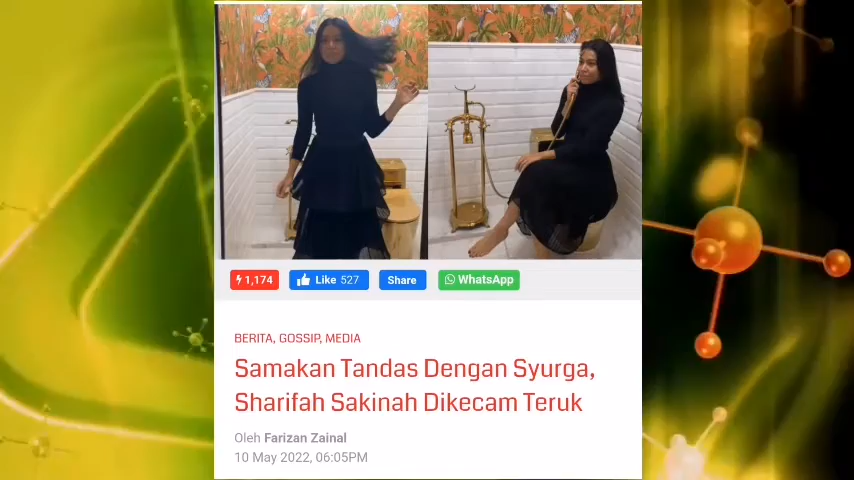 1,174 Like 527 Share WhatsApp
BERITA, GOSSIP, MEDIA
Samakan Tandas Dengan Syurga,
Sharifah Sakinah Dikecam Teruk
Oleh Farizan Zainal
10 May 2022, 06:05PM